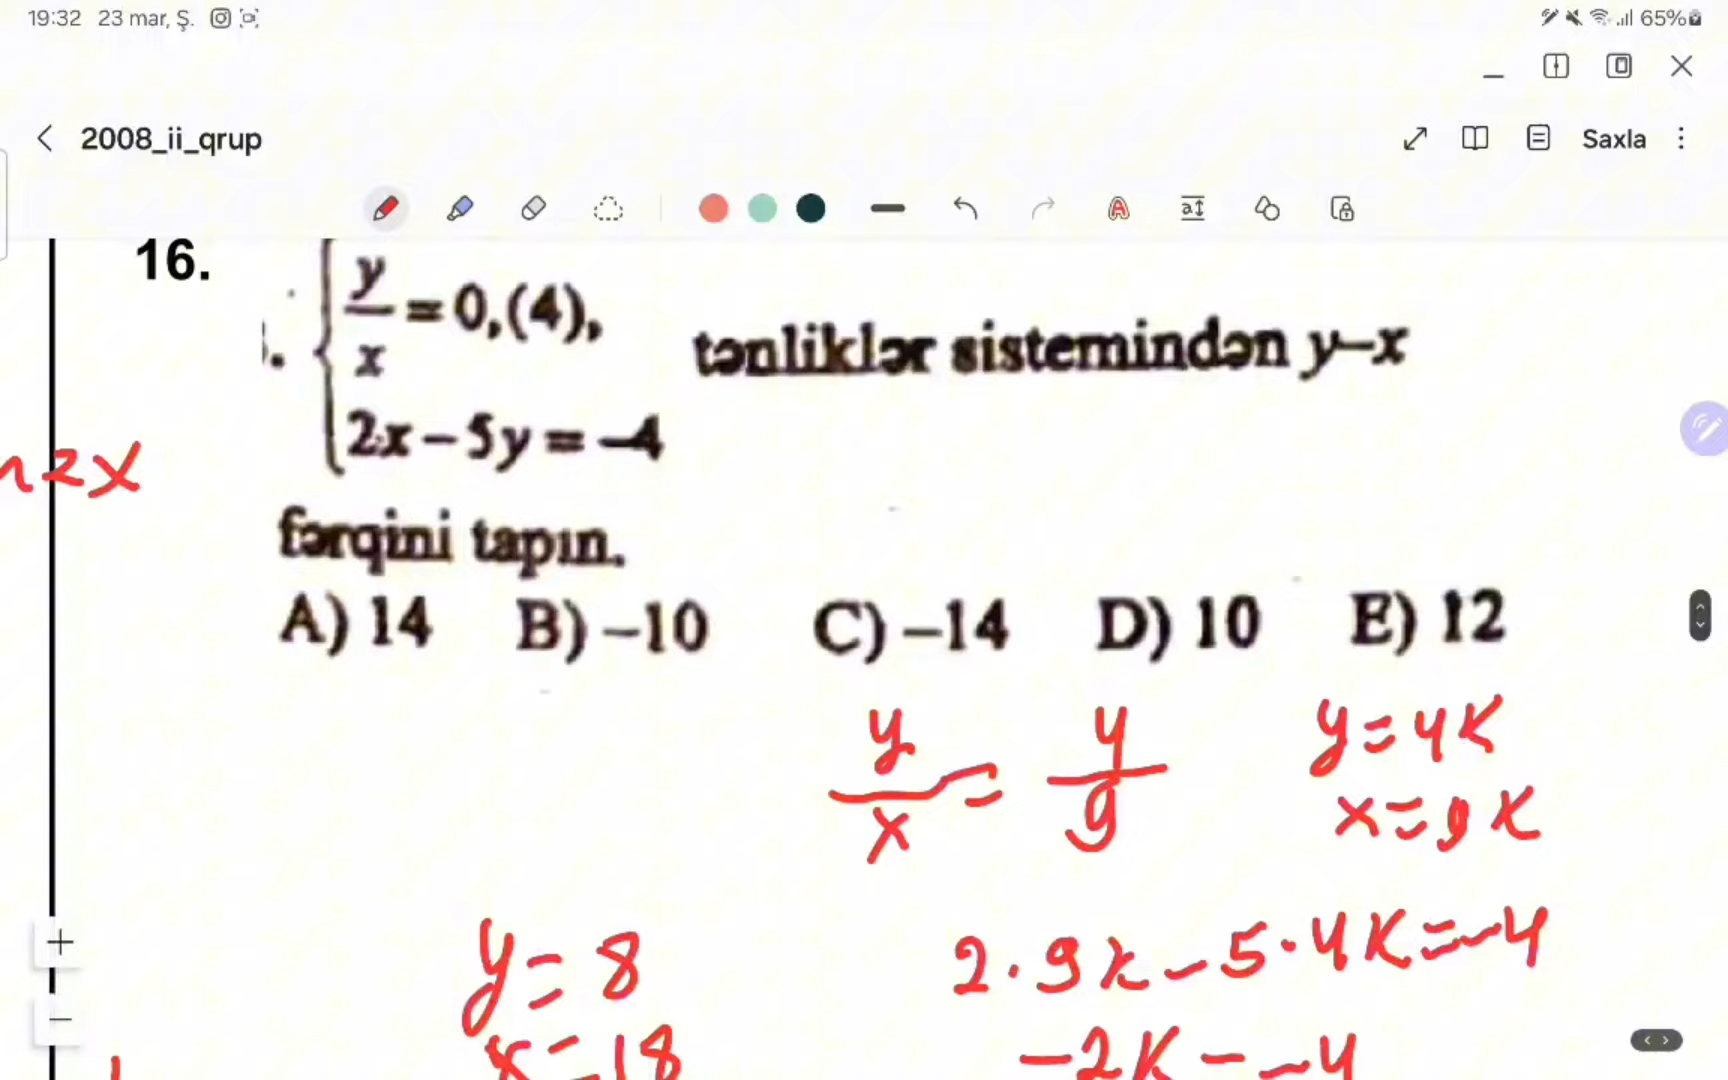 19:32 23 mar, Ş. 65%
2008_ii_qrup Saxla
16.
y/x = 0,(4),
tənliklər sistemindən y–x
2x – 5y = –4
n2x
fərqini tapın.
A) 14 B) –10 C) –14 D) 10 E) 12
y/x = 4/9 y=4k
x=9k
y=8 2·9k–5·4k=–4
x=18 –2k=–4